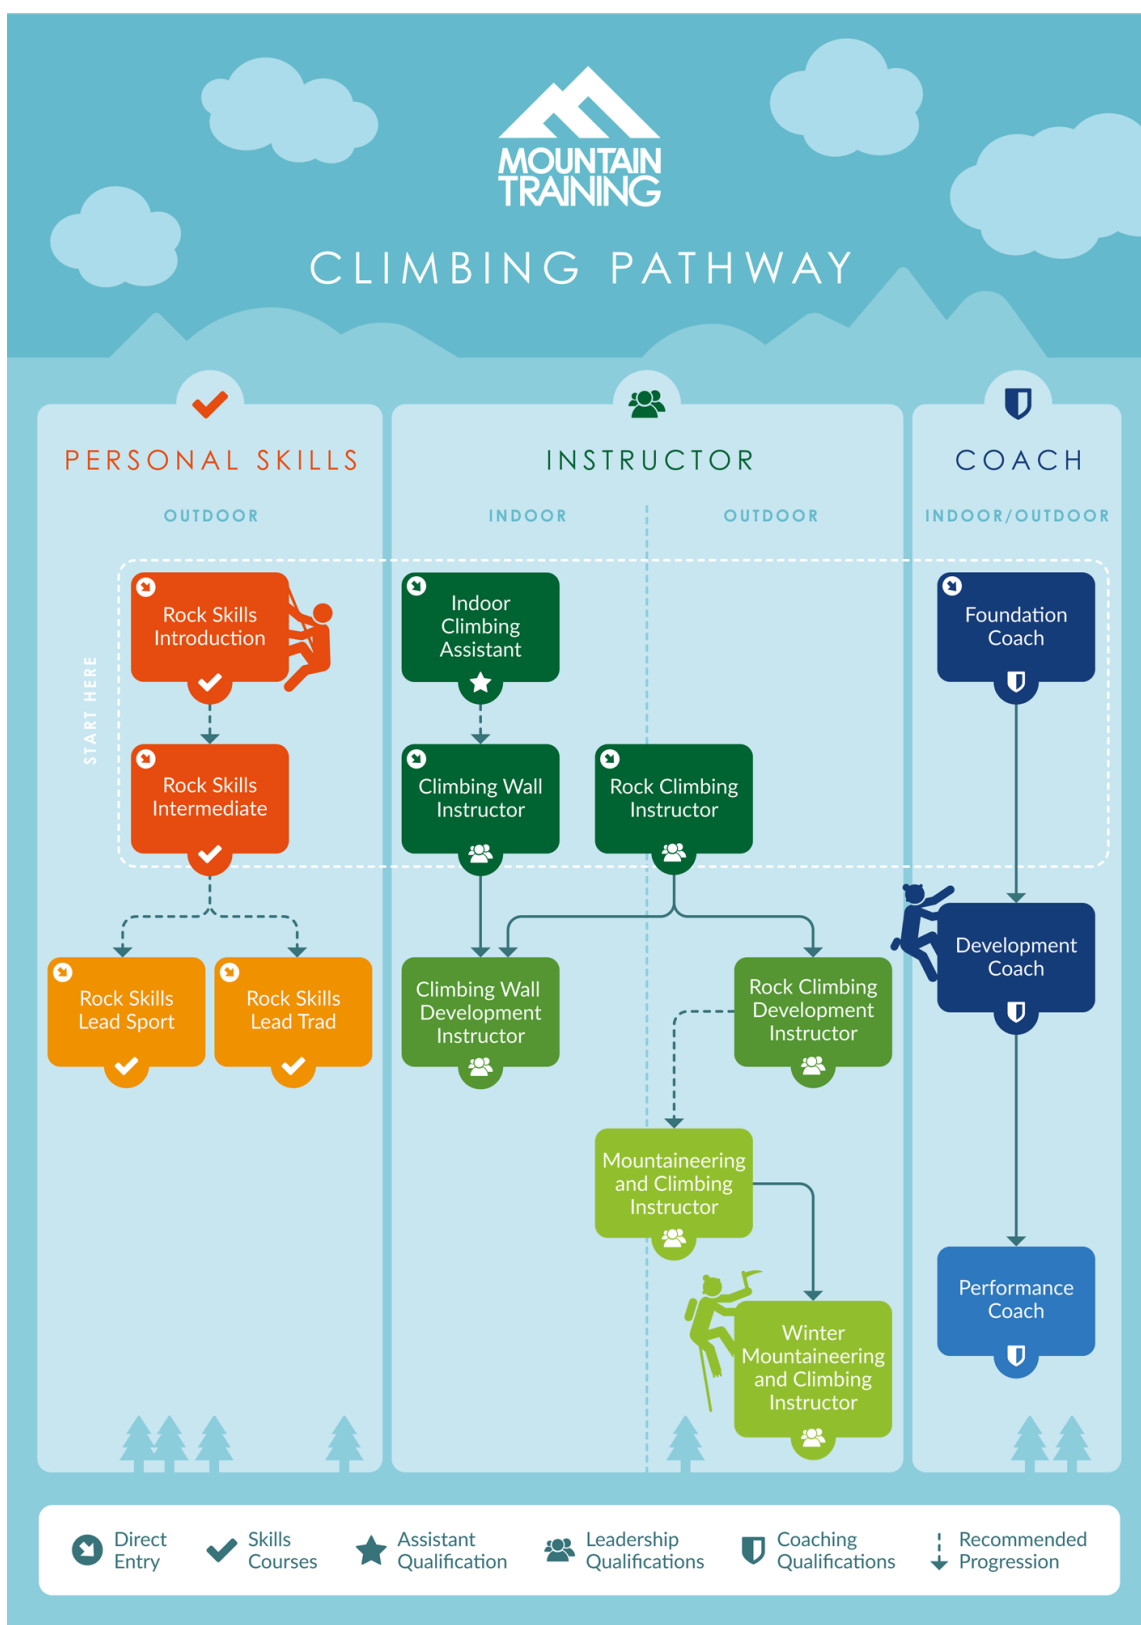 MOUNTAIN
TRAINING
CLIMBING PATHWAY
PERSONAL SKILLS
OUTDOOR
INSTRUCTOR
INDOOR
OUTDOOR
COACH
INDOOR/OUTDOOR
START HERE
Rock Skills
Introduction
Indoor
Climbing
Assistant
Foundation
Coach
Rock Skills
Intermediate
Climbing Wall
Instructor
Rock Climbing
Instructor
Development
Coach
Rock Skills
Lead Sport
Rock Skills
Lead Trad
Climbing Wall
Development
Instructor
Rock Climbing
Development
Instructor
Mountaineering
and Climbing
Instructor
Performance
Coach
Winter
Mountaineering
and Climbing
Instructor
Direct
Entry
Skills
Courses
Assistant
Qualification
Leadership
Qualifications
Coaching
Qualifications
Recommended
Progression